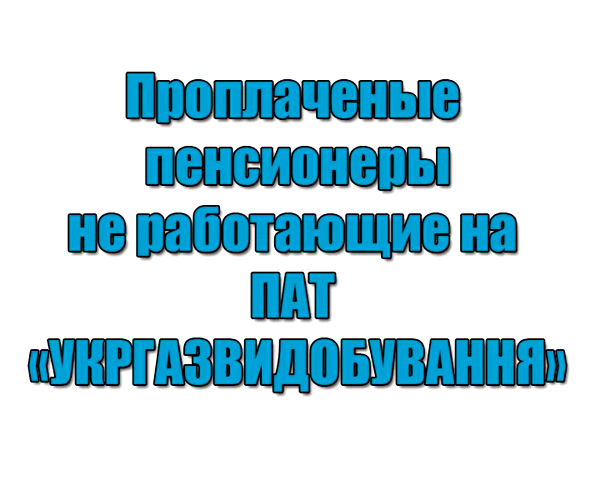 Проплаченые
пенсионеры
не работающие на
ПАТ
«УКРГАЗВИДОБУВАННЯ»